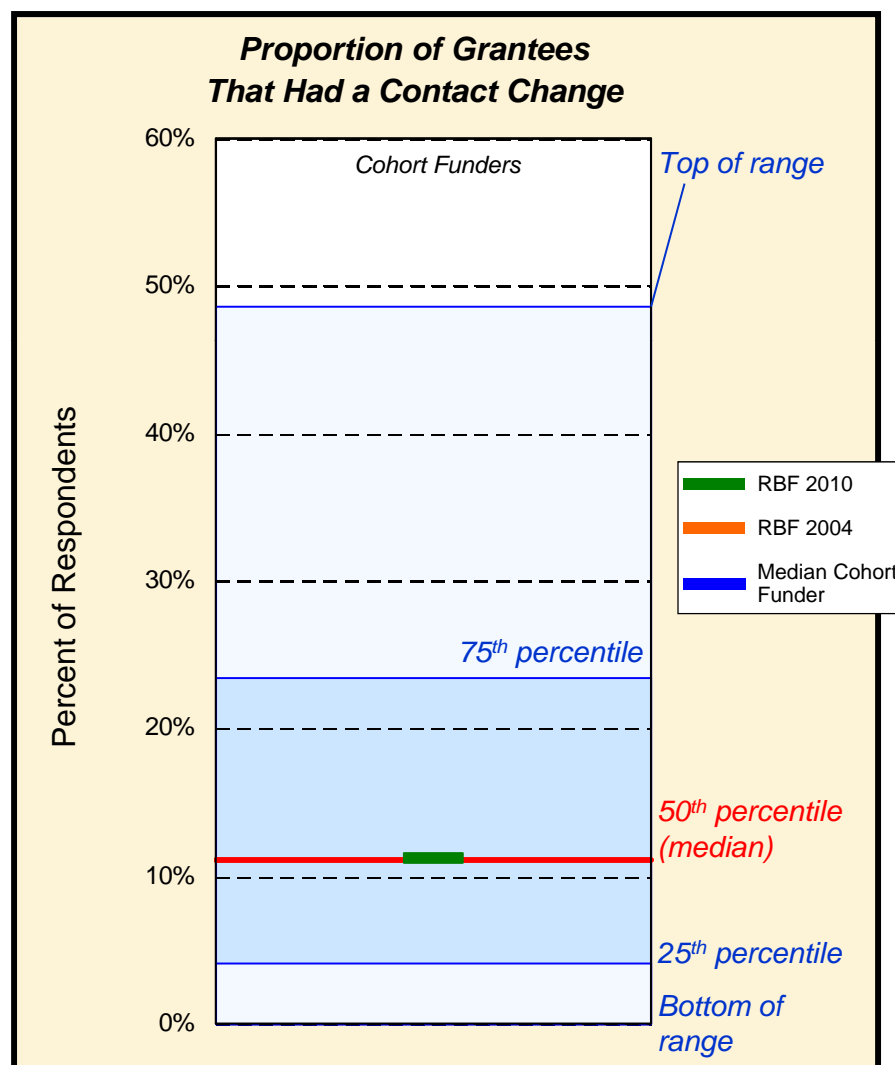 Proportion of Grantees
That Had a Contact Change
60%
Cohort Funders
Top of range
50%
40%
Percent of Respondents
RBF 2010
RBF 2004
Median Cohort
Funder
30%
75th percentile
20%
50th percentile
(median)
10%
25th percentile
Bottom of
range
0%